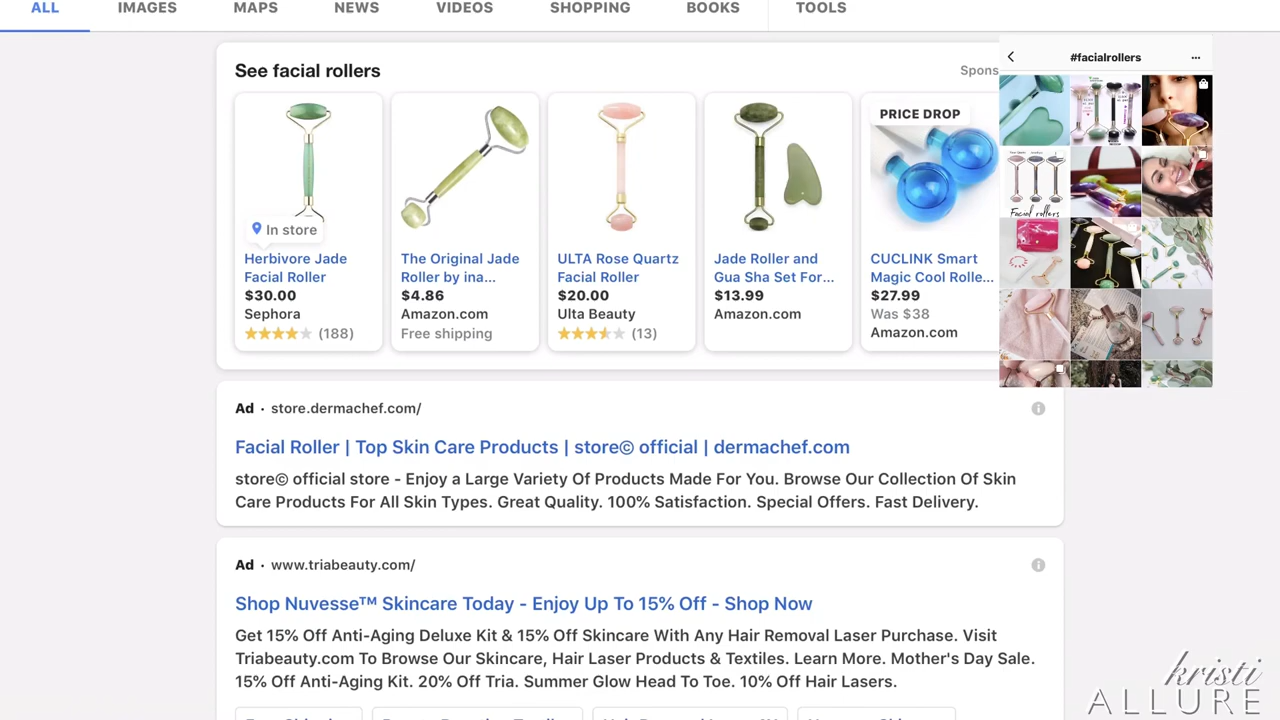 ALL IMAGES MAPS NEWS VIDEOS SHOPPING BOOKS TOOLS
See facial rollers
Spons
In store
Herbivore Jade
Facial Roller
$30.00
Sephora
(188)
The Original Jade
Roller by ina...
$4.86
Amazon.com
Free shipping
ULTA Rose Quartz
Facial Roller
$20.00
Ulta Beauty
(13)
Jade Roller and
Gua Sha Set For...
$13.99
Amazon.com
PRICE DROP
CUCLINK Smart
Magic Cool Rolle...
$27.99
Was $38
Amazon.com
#facialrollers
Facial rollers
Ad · store.dermachef.com/
Facial Roller | Top Skin Care Products | store© official | dermachef.com
store© official store - Enjoy a Large Variety Of Products Made For You. Browse Our Collection Of Skin
Care Products For All Skin Types. Great Quality. 100% Satisfaction. Special Offers. Fast Delivery.
Ad · www.triabeauty.com/
Shop Nuvesse™ Skincare Today - Enjoy Up To 15% Off - Shop Now
Get 15% Off Anti-Aging Deluxe Kit & 15% Off Skincare With Any Hair Removal Laser Purchase. Visit
Triabeauty.com To Browse Our Skincare, Hair Laser Products & Textiles. Learn More. Mother's Day Sale.
15% Off Anti-Aging Kit. 20% Off Tria. Summer Glow Head To Toe. 10% Off Hair Lasers.
kristi
ALLURE